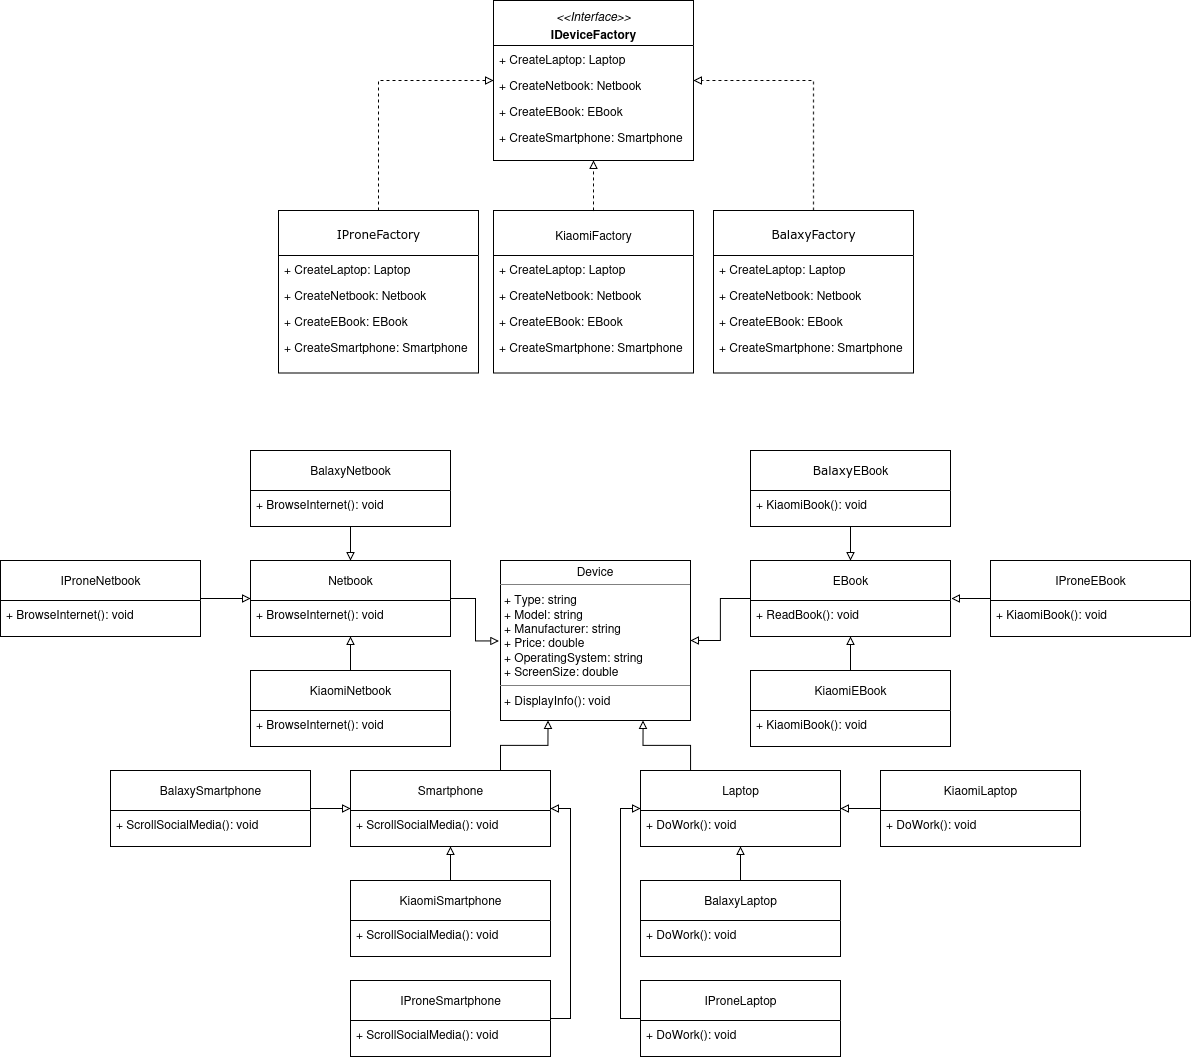 <<Interface>>
IDeviceFactory
+ CreateLaptop: Laptop
+ CreateNetbook: Netbook
+ CreateEBook: EBook
+ CreateSmartphone: Smartphone
IProneFactory
+ CreateLaptop: Laptop
+ CreateNetbook: Netbook
+ CreateEBook: EBook
+ CreateSmartphone: Smartphone
KiaomiFactory
+ CreateLaptop: Laptop
+ CreateNetbook: Netbook
+ CreateEBook: EBook
+ CreateSmartphone: Smartphone
BalaxyFactory
+ CreateLaptop: Laptop
+ CreateNetbook: Netbook
+ CreateEBook: EBook
+ CreateSmartphone: Smartphone
BalaxyNetbook
+ BrowseInternet(): void
BalaxyEBook
+ KiaomiBook(): void
IProneNetbook
+ BrowseInternet(): void
Netbook
+ BrowseInternet(): void
Device
+ Type: string
+ Model: string
+ Manufacturer: string
+ Price: double
+ OperatingSystem: string
+ ScreenSize: double
+ DisplayInfo(): void
EBook
+ ReadBook(): void
IProneEBook
+ KiaomiBook(): void
KiaomiNetbook
+ BrowseInternet(): void
KiaomiEBook
+ KiaomiBook(): void
BalaxySmartphone
+ ScrollSocialMedia(): void
Smartphone
+ ScrollSocialMedia(): void
Laptop
+ DoWork(): void
KiaomiLaptop
+ DoWork(): void
KiaomiSmartphone
+ ScrollSocialMedia(): void
BalaxyLaptop
+ DoWork(): void
IProneSmartphone
+ ScrollSocialMedia(): void
IProneLaptop
+ DoWork(): void